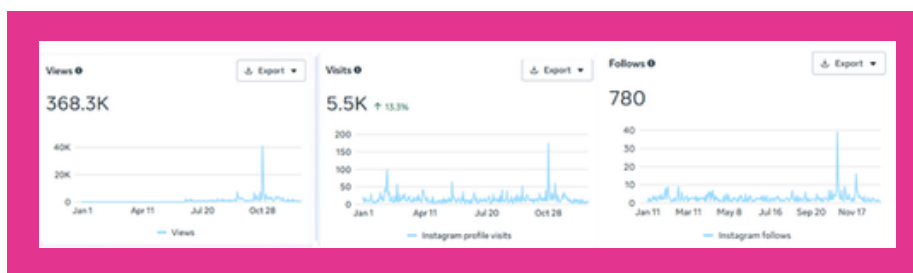 Views
Export
368.3K
40K
20K
0
Jan 1 Apr 11 Jul 20 Oct 28
Views
Visits
Export
5.5K ↑ 13.3%
200
150
100
50
0
Jan 1 Apr 11 Jul 20 Oct 28
Instagram profile visits
Follows
Export
780
40
30
20
10
0
Jan 11 Mar 11 May 8 Jul 16 Sep 20 Nov 17
Instagram follows